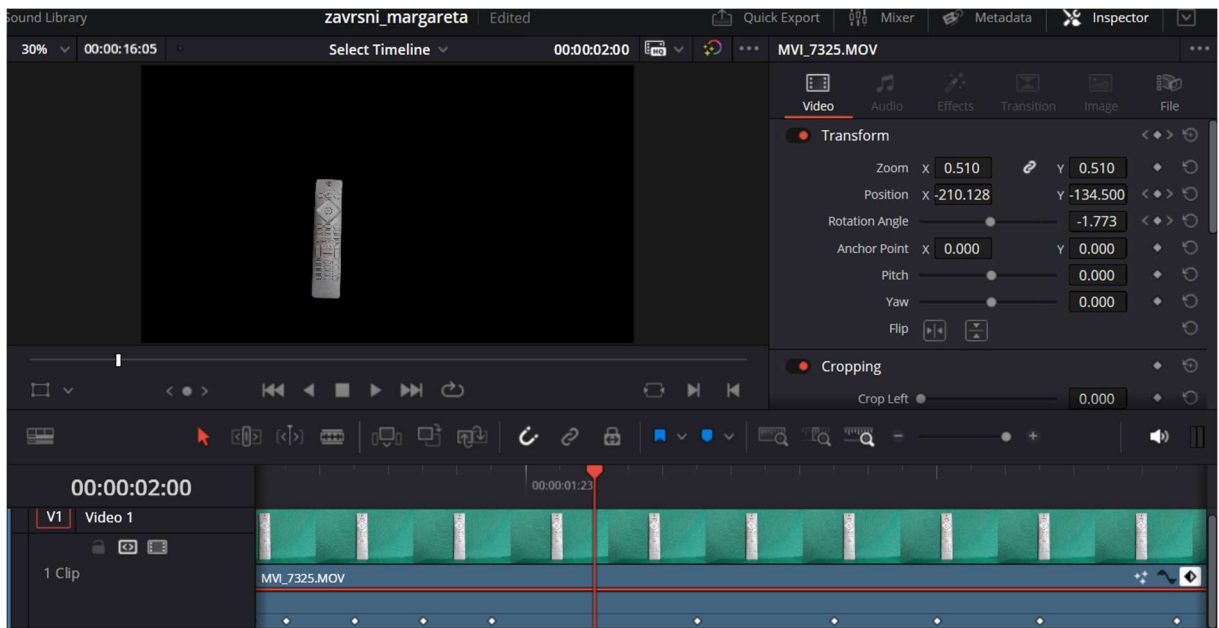 Sound Library
zavrsni_margareta Edited
Quick Export Mixer Metadata Inspector
30% 00:00:16:05 Select Timeline 00:00:02:00 HQ MVI_7325.MOV
Video Audio Effects Transition Image File
Transform
Zoom X 0.510 Y 0.510
Position X -210.128 Y -134.500
Rotation Angle -1.773
Anchor Point X 0.000 Y 0.000
Pitch 0.000
Yaw 0.000
Flip
Cropping
Crop Left 0.000
00:00:02:00 00:00:01:23
V1 Video 1
1 Clip
MVI_7325.MOV